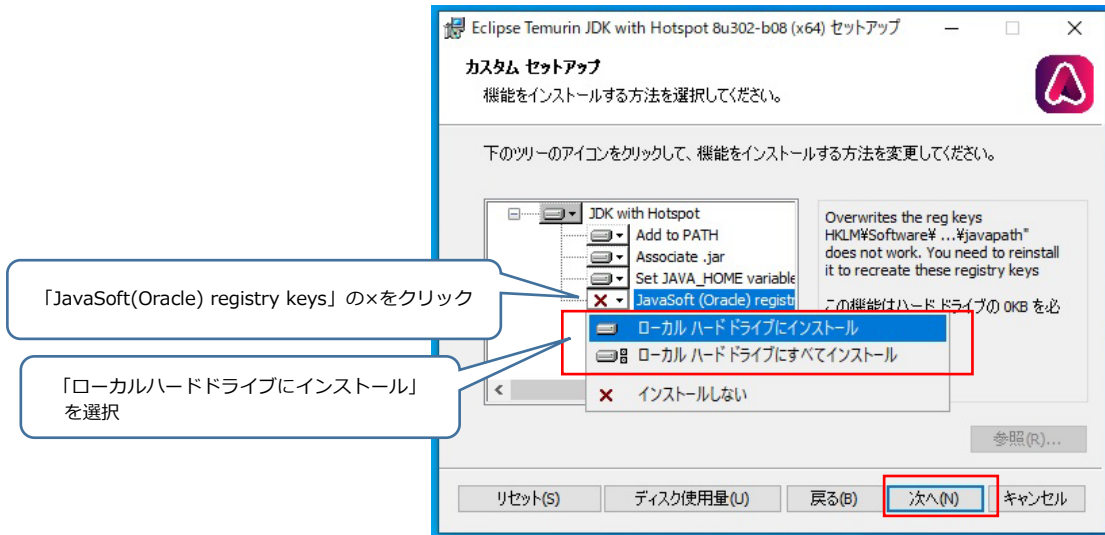 Eclipse Temurin JDK with Hotspot 8u302-b08 (x64) セットアップ
カスタム セットアップ
機能をインストールする方法を選択してください。
下のツリーのアイコンをクリックして、機能をインストールする方法を変更してください。
JDK with Hotspot
Add to PATH
Associate .jar
Set JAVA_HOME variable
JavaSoft (Oracle) registr
Overwrites the reg keys
HKLM¥Software¥ ...¥javapath"
does not work. You need to reinstall
it to recreate these registry keys
この機能はハード ドライブの 0KB を必
「JavaSoft(Oracle) registry keys」の×をクリック
ローカル ハード ドライブにインストール
ローカル ハード ドライブにすべてインストール
インストールしない
「ローカルハードドライブにインストール」
を選択
参照(R)...
リセット(S)
ディスク使用量(U)
戻る(B)
次へ(N)
キャンセル